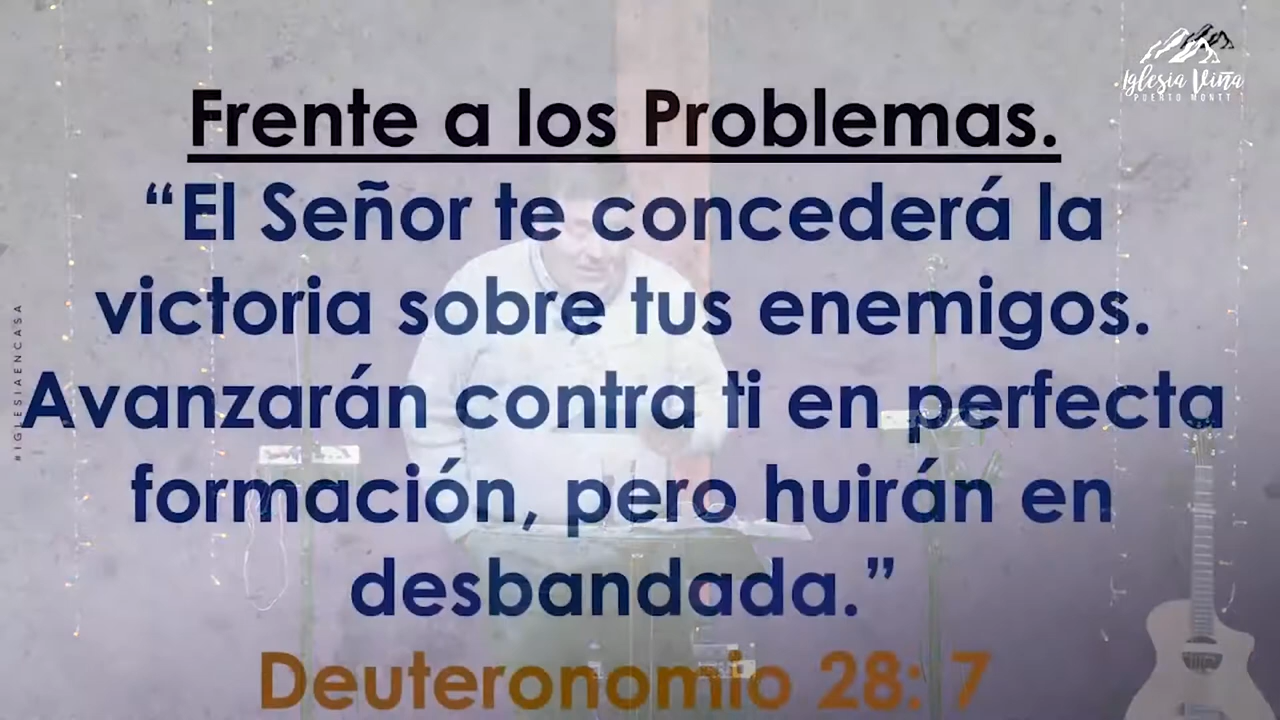 Iglesia Viña
PUERTO MONTT
Frente a los Problemas.
“El Señor te concederá la
victoria sobre tus enemigos.
Avanzarán contra ti en perfecta
formación, pero huirán en
desbandada.”
Deuteronomio 28: 7
#IGLESIAENCASA